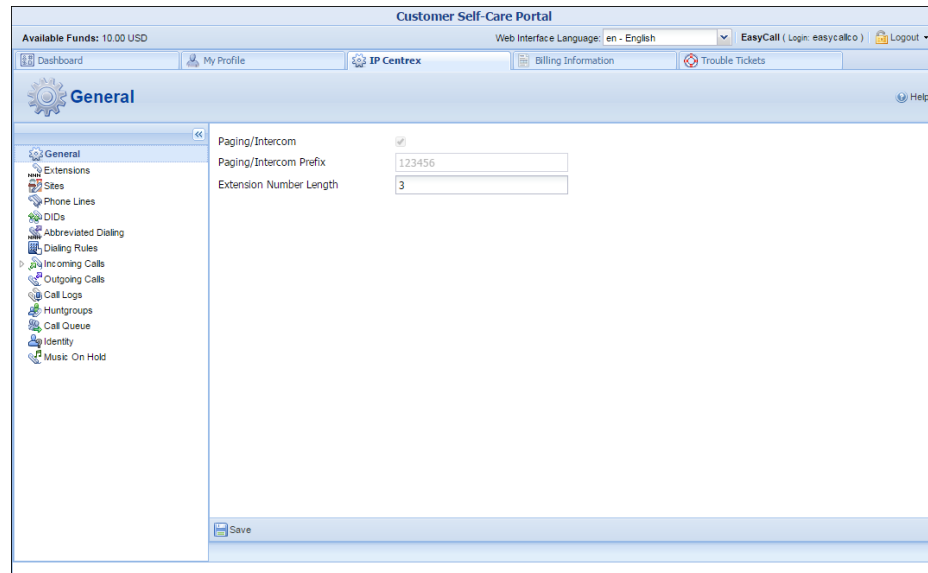 Customer Self-Care Portal
Available Funds: 10.00 USD Web Interface Language: en - English EasyCall ( Login: easycallco ) Logout
Dashboard My Profile IP Centrex Billing Information Trouble Tickets
General Help
General
Extensions
Sites
Phone Lines
DIDs
Abbreviated Dialing
Dialing Rules
Incoming Calls
Outgoing Calls
Call Logs
Huntgroups
Call Queue
Identity
Music On Hold
Paging/Intercom
Paging/Intercom Prefix 123456
Extension Number Length 3
Save